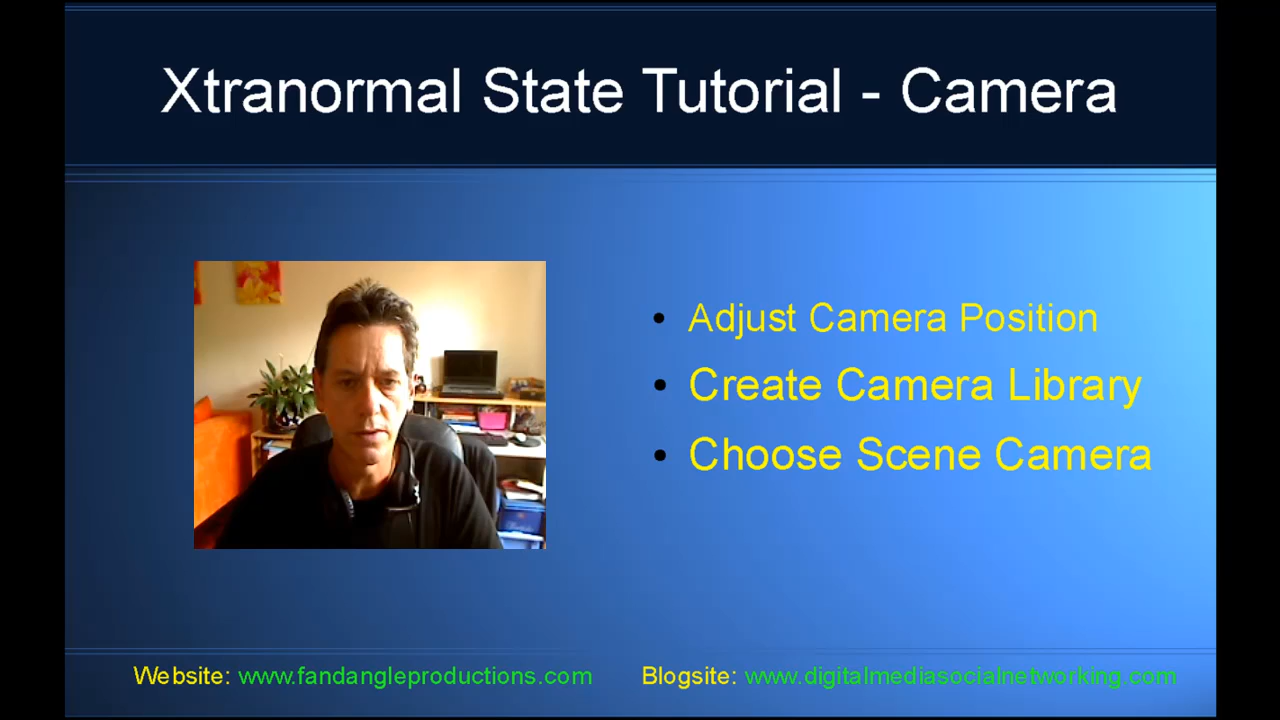 Xtranormal State Tutorial - Camera
• Adjust Camera Position
• Create Camera Library
• Choose Scene Camera
Website: www.fandangleproductions.com
Blogsite: www.digitalmediasocialnetworking.com